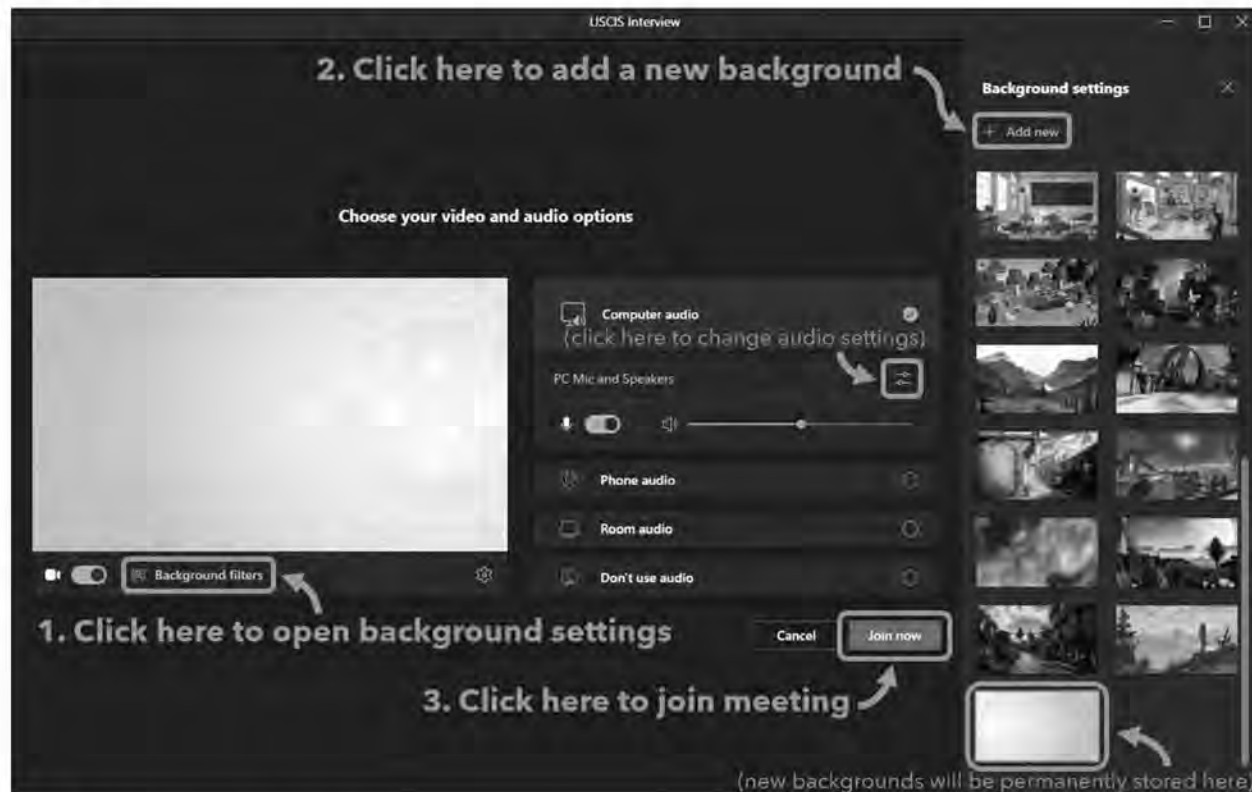 USCIS Interview
2. Click here to add a new background
Background settings
+ Add new
Choose your video and audio options
Computer audio
(click here to change audio settings)
PC Mic and Speakers
Phone audio
Room audio
Don't use audio
Background filters
1. Click here to open background settings
Cancel
Join now
3. Click here to join meeting
(new backgrounds will be permanently stored here)